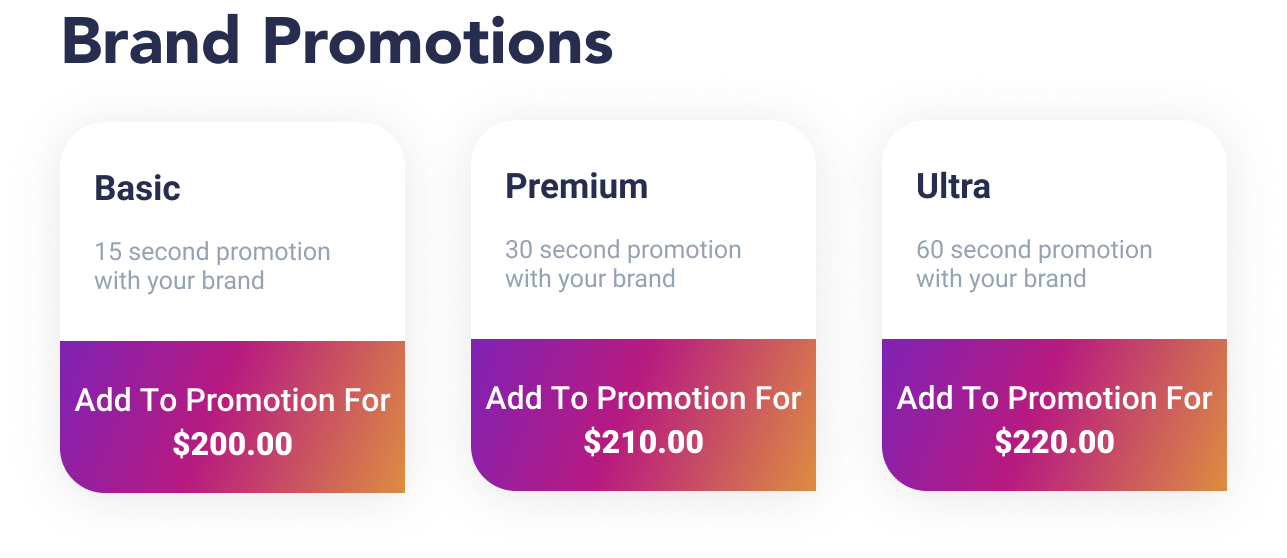 Brand Promotions
Basic
15 second promotion
with your brand
Add To Promotion For
$200.00
Premium
30 second promotion
with your brand
Add To Promotion For
$210.00
Ultra
60 second promotion
with your brand
Add To Promotion For
$220.00